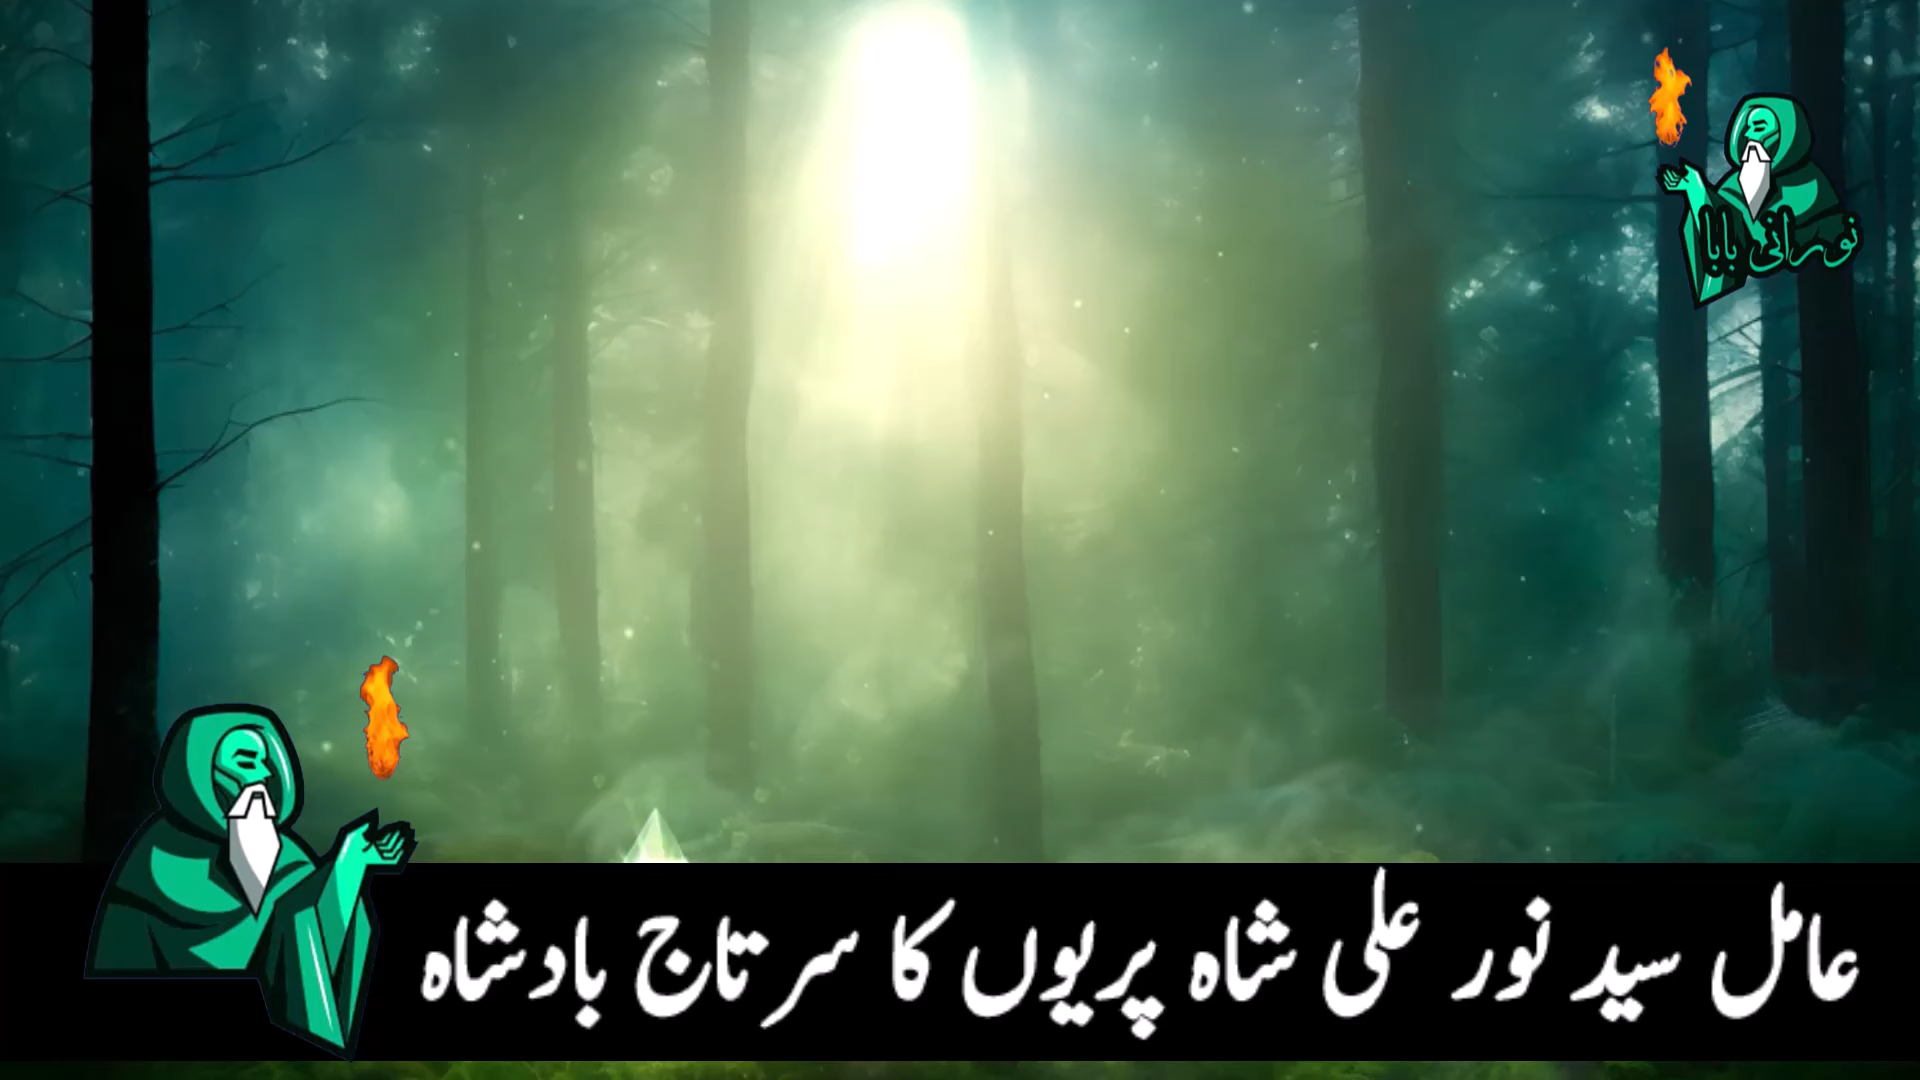 نورانی بابا
عامل سید نور علی شاہ پریوں کا سرتاج بادشاہ